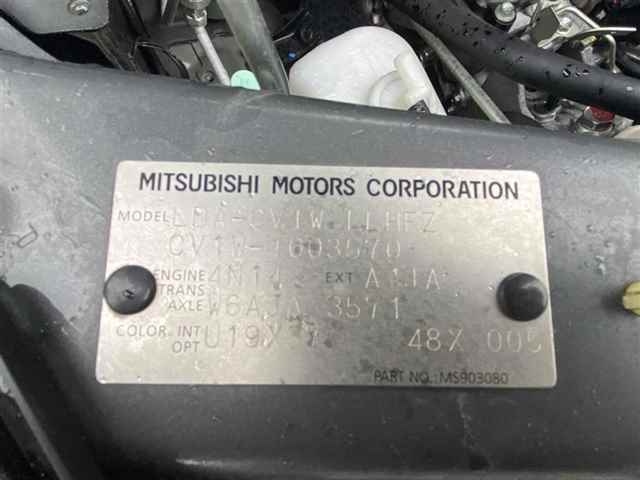 MITSUBISHI MOTORS CORPORATION
MODEL LDA-CV1W LLHFZ
CV1W-1603570
ENGINE 4N14 EXT A31A
TRANS
AXLE W6AJA 3571
COLOR INT U19X 7 48X 005
OPT
PART NO.:MS903080